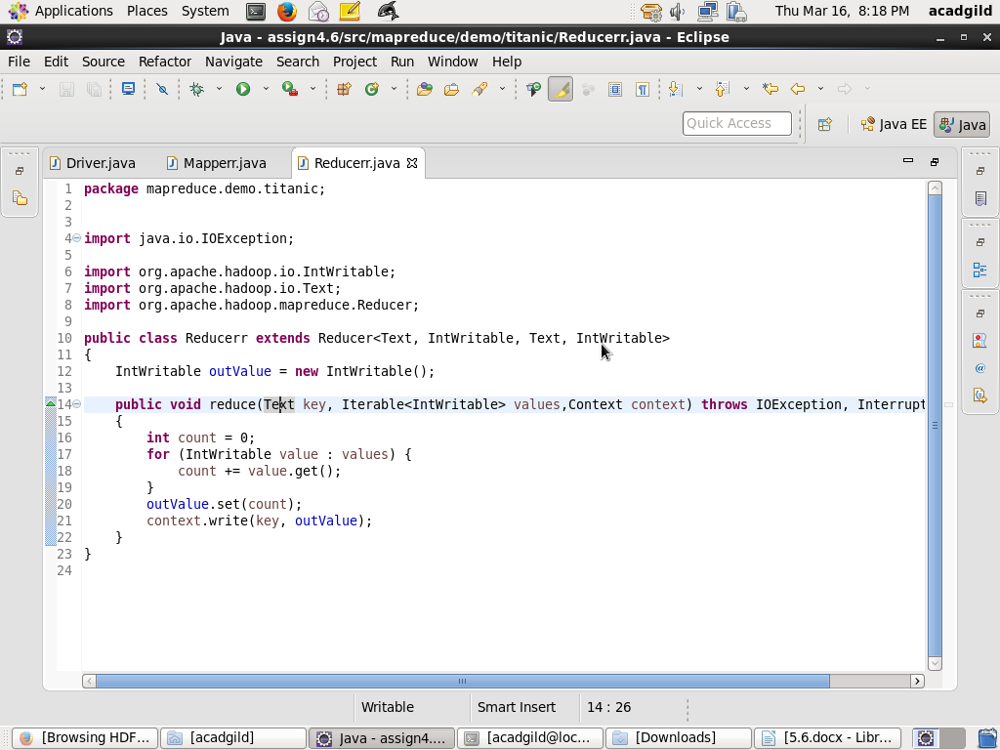 Applications Places System Thu Mar 16, 8:18 PM acadgild
Java - assign4.6/src/mapreduce/demo/titanic/Reducerr.java - Eclipse
File Edit Source Refactor Navigate Search Project Run Window Help
Quick Access Java EE Java
Driver.java Mapperr.java Reducerr.java
1 package mapreduce.demo.titanic;
2
3
4 import java.io.IOException;
5
6 import org.apache.hadoop.io.IntWritable;
7 import org.apache.hadoop.io.Text;
8 import org.apache.hadoop.mapreduce.Reducer;
9
10 public class Reducerr extends Reducer<Text, IntWritable, Text, IntWritable>
11 {
12 IntWritable outValue = new IntWritable();
13
14 public void reduce(Text key, Iterable<IntWritable> values,Context context) throws IOException, Interrupt
15 {
16 int count = 0;
17 for (IntWritable value : values) {
18 count += value.get();
19 }
20 outValue.set(count);
21 context.write(key, outValue);
22 }
23 }
24
Writable Smart Insert 14 : 26
[Browsing HDF... [acadgild] Java - assign4.... [acadgild@loc... [Downloads] [5.6.docx - Libr...